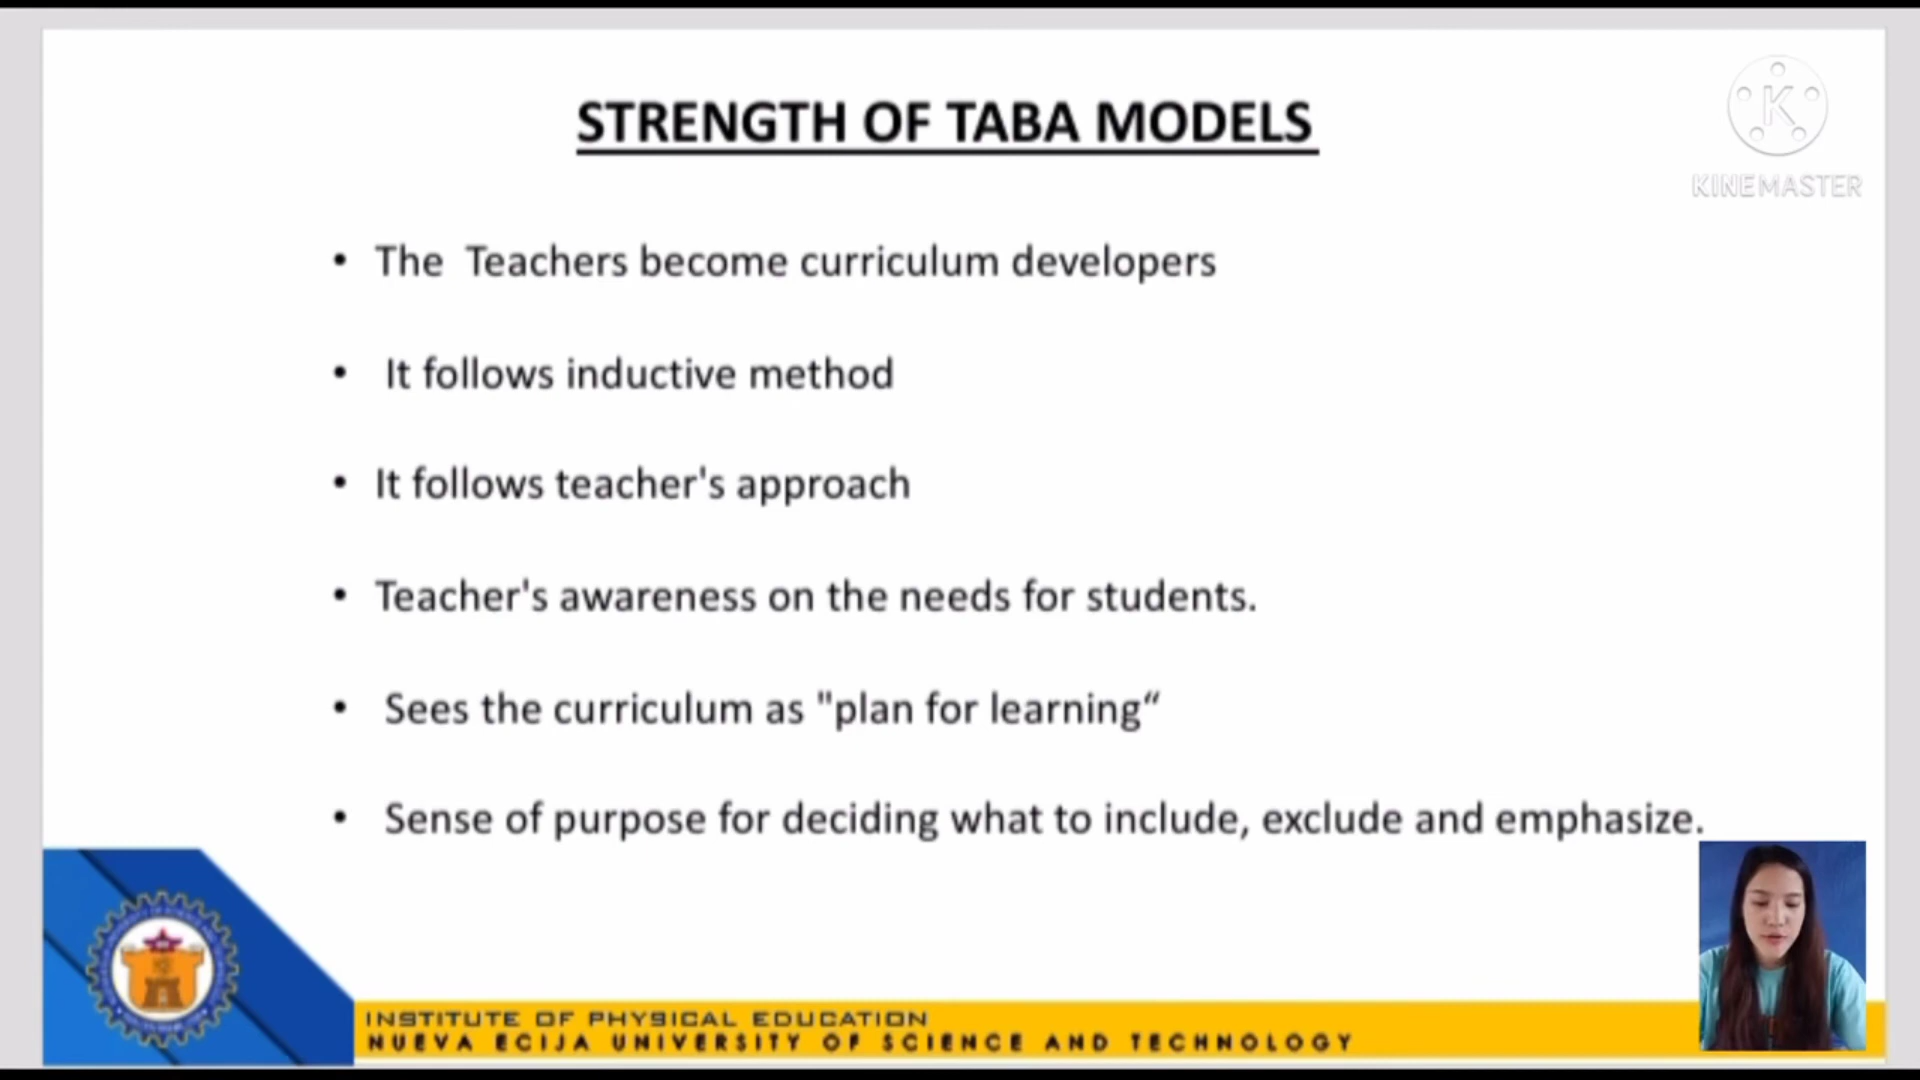 STRENGTH OF TABA MODELS
KINEMASTER
• The  Teachers become curriculum developers
• It follows inductive method
• It follows teacher's approach
• Teacher's awareness on the needs for students.
• Sees the curriculum as "plan for learning“
• Sense of purpose for deciding what to include, exclude and emphasize.
INSTITUTE OF PHYSICAL EDUCATION
NUEVA ECIJA UNIVERSITY OF SCIENCE AND TECHNOLOGY